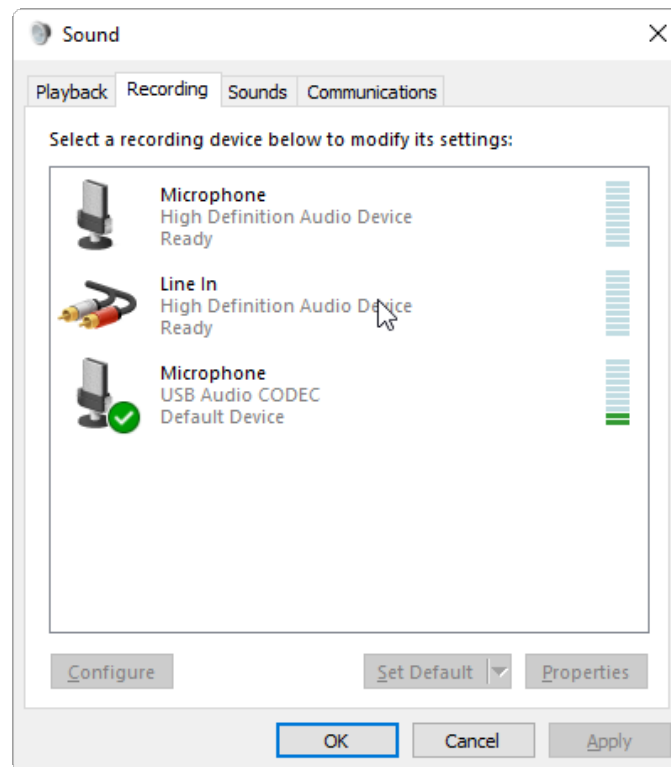 Sound
Playback Recording Sounds Communications
Select a recording device below to modify its settings:
Microphone
High Definition Audio Device
Ready
Line In
High Definition Audio Device
Ready
Microphone
USB Audio CODEC
Default Device
Configure Set Default Properties
OK Cancel Apply